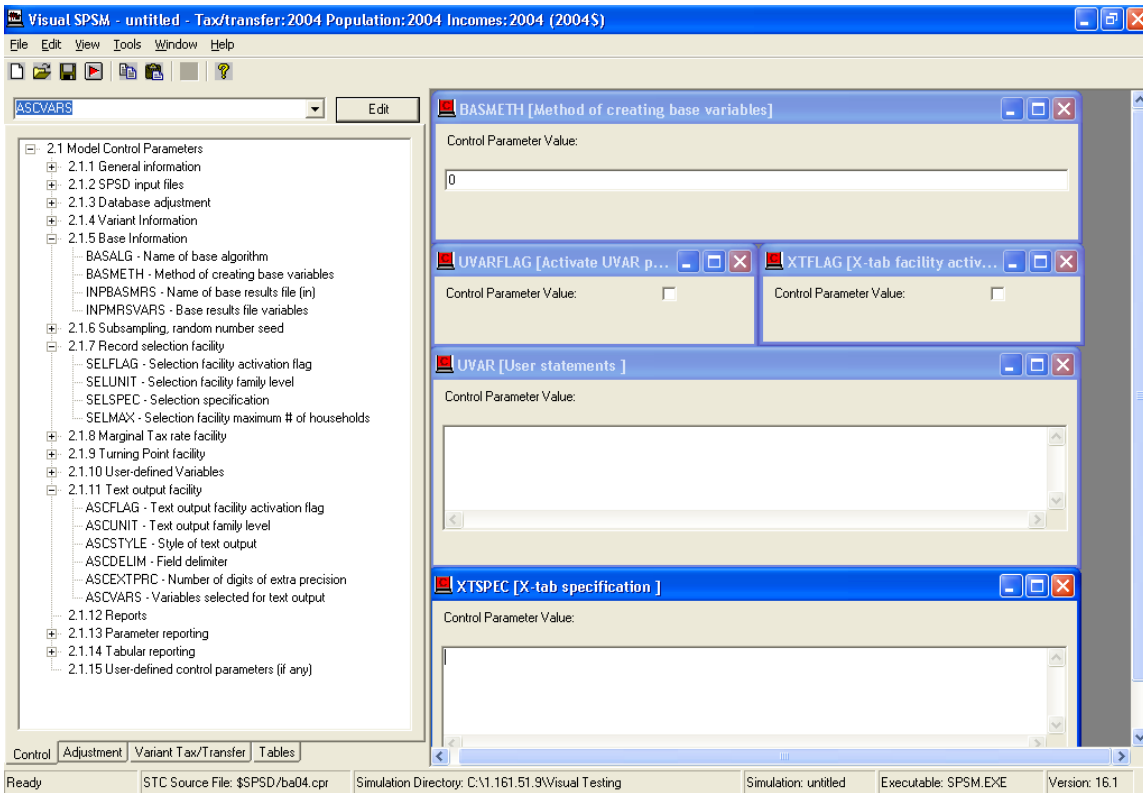 Visual SPSM - untitled - Tax/transfer:2004 Population:2004 Incomes:2004 (2004$)
File Edit View Tools Window Help
ASCVARS
Edit
2.1 Model Control Parameters
2.1.1 General information
2.1.2 SPSD input files
2.1.3 Database adjustment
2.1.4 Variant Information
2.1.5 Base Information
BASALG - Name of base algorithm
BASMETH - Method of creating base variables
INPBASMRS - Name of base results file (in)
INPMRSVARS - Base results file variables
2.1.6 Subsampling, random number seed
2.1.7 Record selection facility
SELFLAG - Selection facility activation flag
SELUNIT - Selection facility family level
SELSPEC - Selection specification
SELMAX - Selection facility maximum # of households
2.1.8 Marginal Tax rate facility
2.1.9 Turning Point facility
2.1.10 User-defined Variables
2.1.11 Text output facility
ASCFLAG - Text output facility activation flag
ASCUNIT - Text output family level
ASCSTYLE - Style of text output
ASCDELIM - Field delimiter
ASCEXTPRC - Number of digits of extra precision
ASCVARS - Variables selected for text output
2.1.12 Reports
2.1.13 Parameter reporting
2.1.14 Tabular reporting
2.1.15 User-defined control parameters (if any)
Control Adjustment Variant Tax/Transfer Tables
BASMETH [Method of creating base variables]
Control Parameter Value:
0
UVARFLAG [Activate UVAR p...
Control Parameter Value:
XTFLAG [X-tab facility activ...
Control Parameter Value:
UVAR [User statements ]
Control Parameter Value:
XTSPEC [X-tab specification ]
Control Parameter Value:
Ready STC Source File: $SPSD/ba04.cpr Simulation Directory: C:\1.161.51.9\Visual Testing Simulation: untitled Executable: SPSM.EXE Version: 16.1